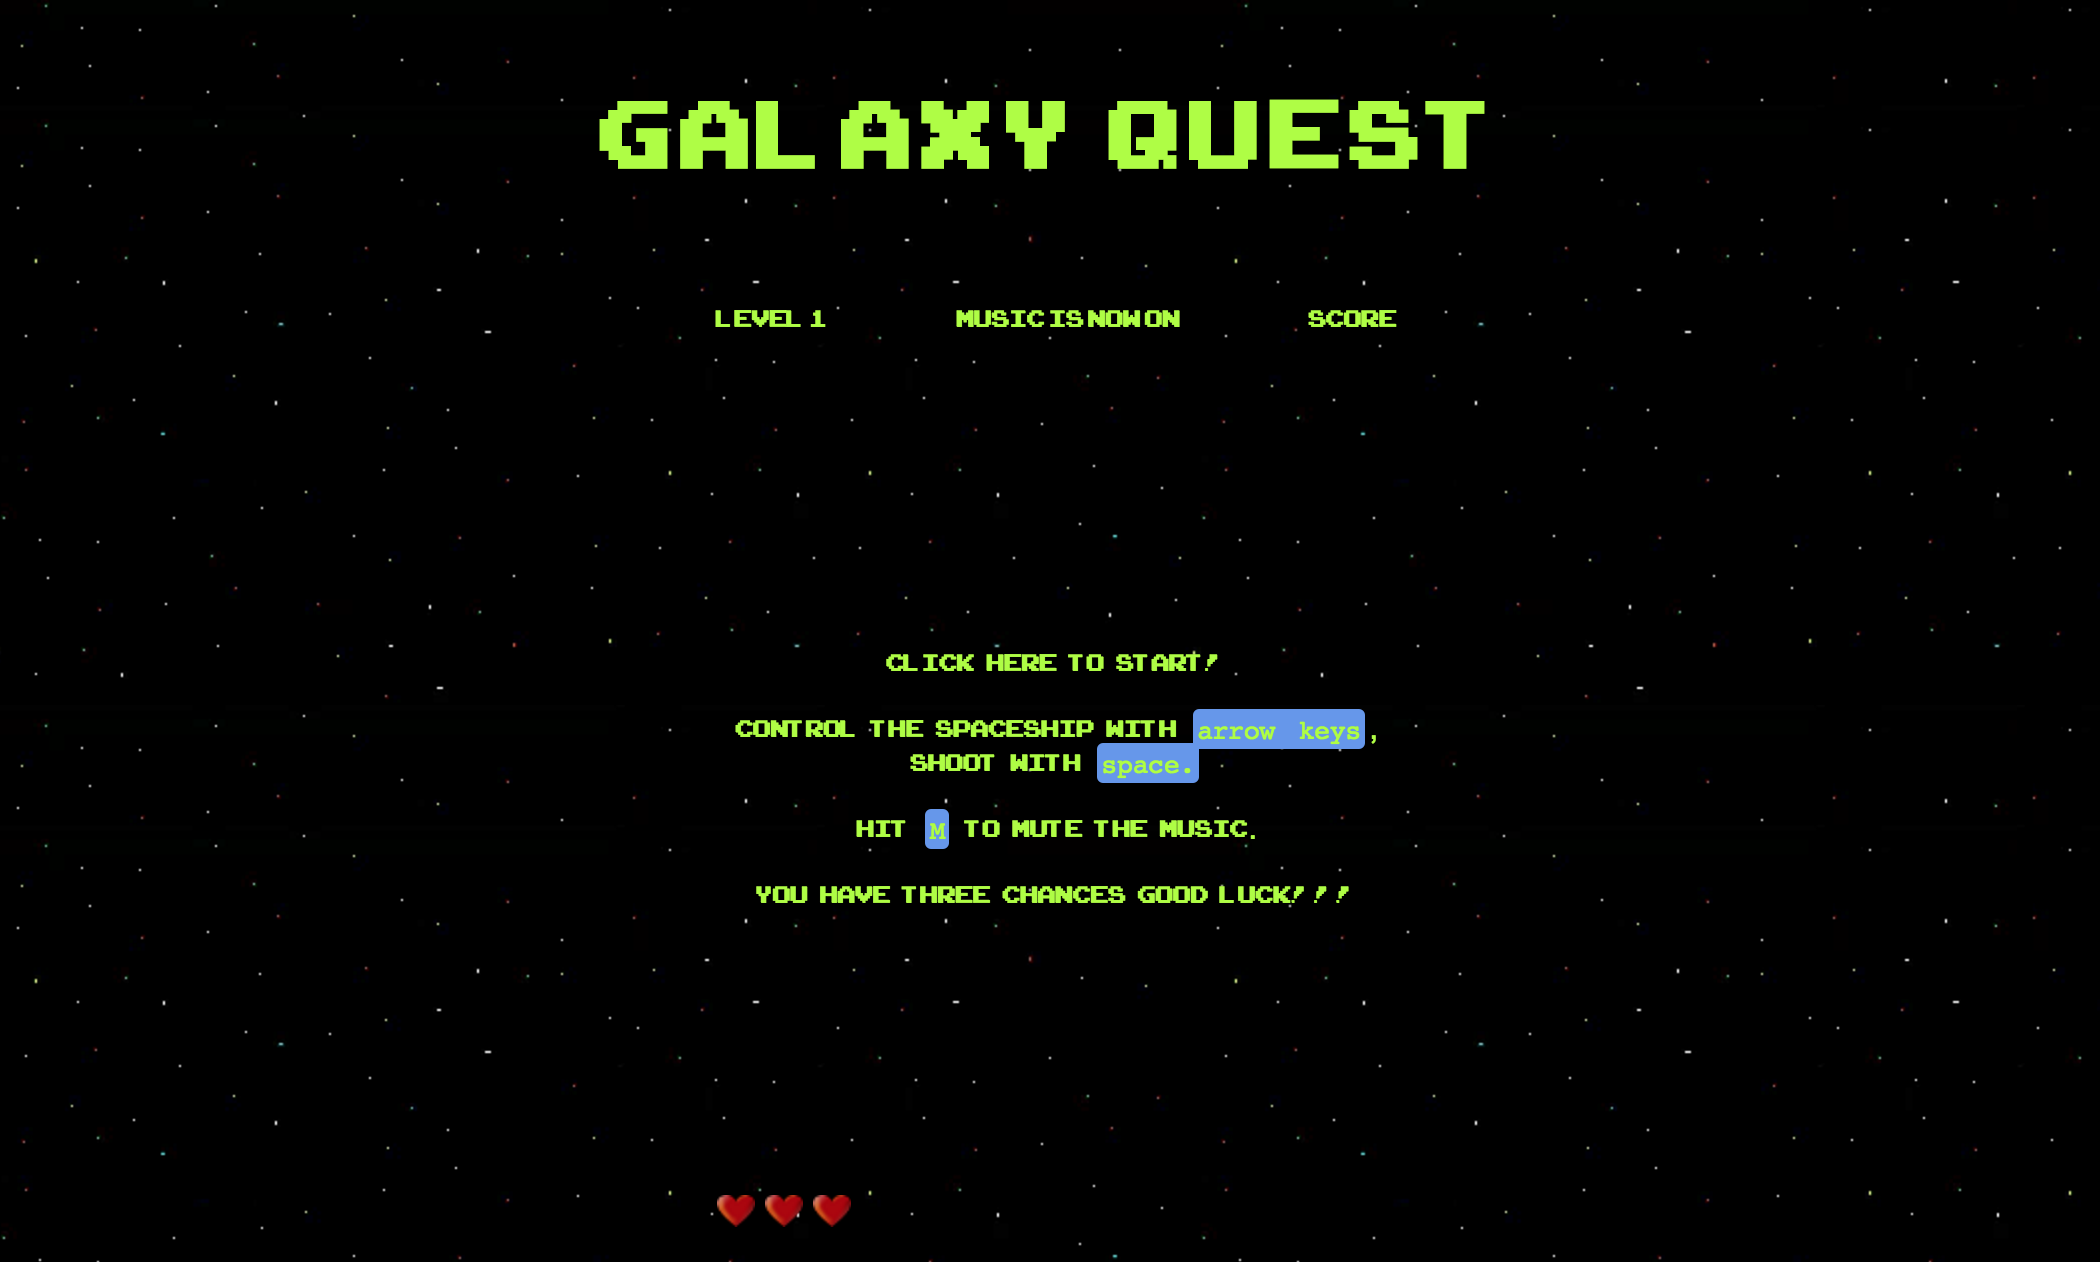 GALAXY QUEST
LEVEL 1 MUSIC IS NOW ON SCORE
CLICK HERE TO START!
CONTROL THE SPACESHIP WITH arrow keys,
SHOOT WITH space.
HIT M TO MUTE THE MUSIC.
YOU HAVE THREE CHANCES GOOD LUCK!!!